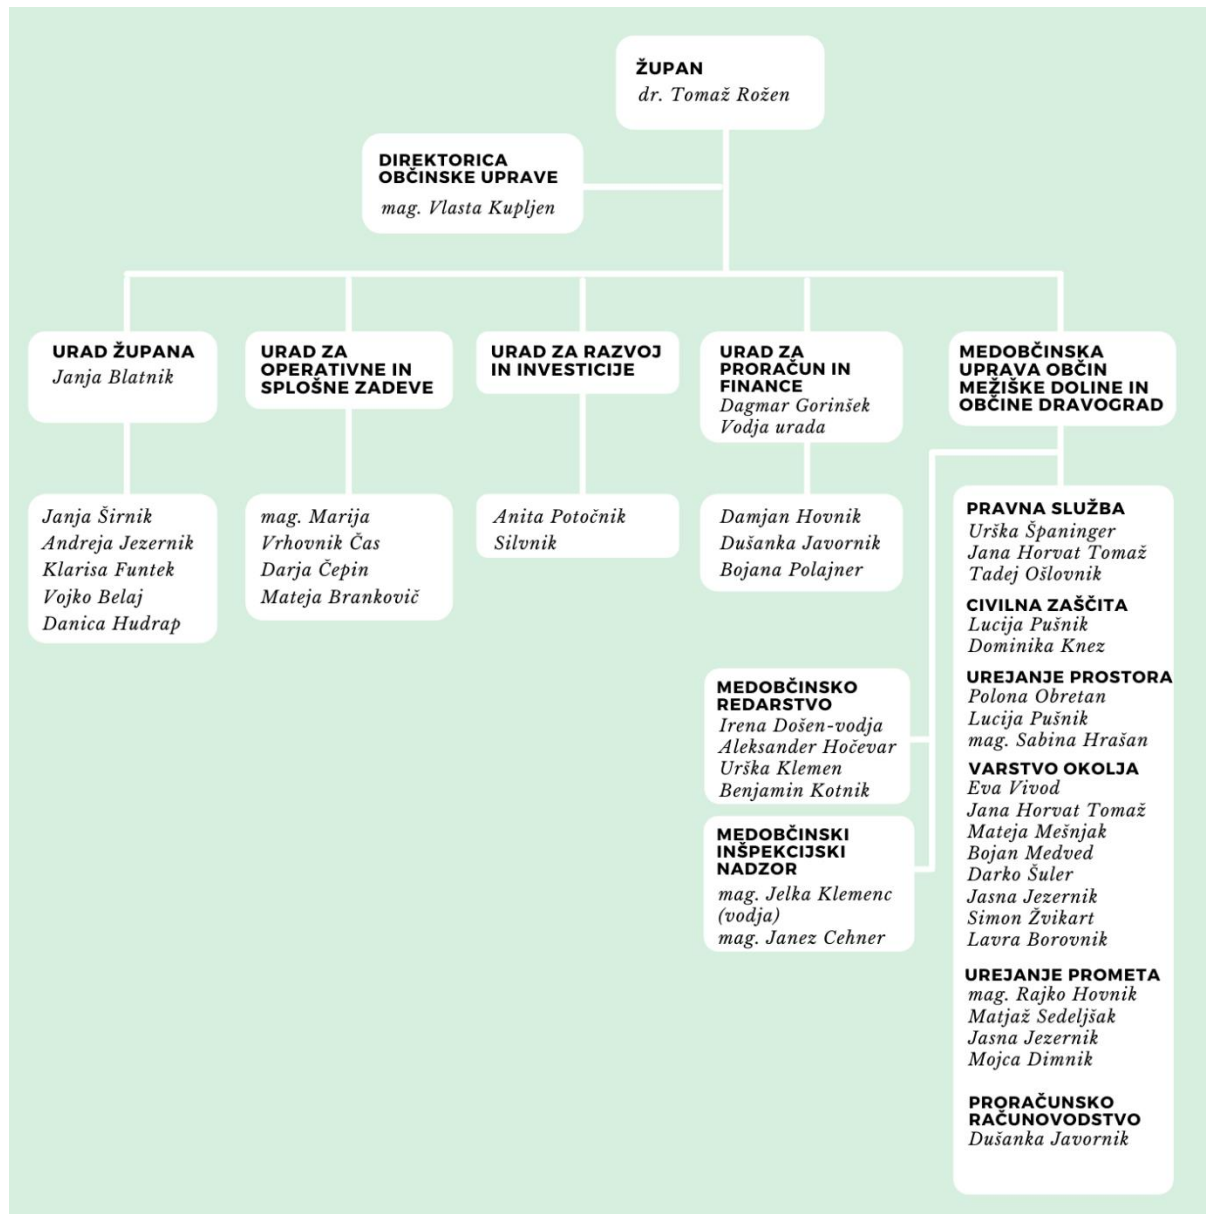 ŽUPAN
dr. Tomaž Rožen
DIREKTORICA
OBČINSKE UPRAVE
mag. Vlasta Kupljen
URAD ŽUPANA
Janja Blatnik
URAD ZA
OPERATIVNE IN
SPLOŠNE ZADEVE
URAD ZA RAZVOJ
IN INVESTICIJE
URAD ZA
PRORAČUN IN
FINANCE
Dagmar Gorinšek
Vodja urada
MEDOBČINSKA
UPRAVA OBČIN
MEŽIŠKE DOLINE IN
OBČINE DRAVOGRAD
Janja Širnik
Andreja Jezernik
Klarisa Funtek
Vojko Belaj
Danica Hudrap
mag. Marija
Vrhovnik Čas
Darja Čepin
Mateja Brankovič
Anita Potočnik
Silvnik
Damjan Hovnik
Dušanka Javornik
Bojana Polajner
MEDOBČINSKO
REDARSTVO
Irena Došen-vodja
Aleksander Hočevar
Urška Klemen
Benjamin Kotnik
MEDOBČINSKI
INŠPEKCIJSKI
NADZOR
mag. Jelka Klemenc
(vodja)
mag. Janez Cehner
PRAVNA SLUŽBA
Urška Španinger
Jana Horvat Tomaž
Tadej Ošlovnik
CIVILNA ZAŠČITA
Lucija Pušnik
Dominika Knez
UREJANJE PROSTORA
Polona Obretan
Lucija Pušnik
mag. Sabina Hrašan
VARSTVO OKOLJA
Eva Vivod
Jana Horvat Tomaž
Mateja Mešnjak
Bojan Medved
Darko Šuler
Jasna Jezernik
Simon Žvikart
Lavra Borovnik
UREJANJE PROMETA
mag. Rajko Hovnik
Matjaž Sedeljšak
Jasna Jezernik
Mojca Dimnik
PRORAČUNSKO
RAČUNOVODSTVO
Dušanka Javornik